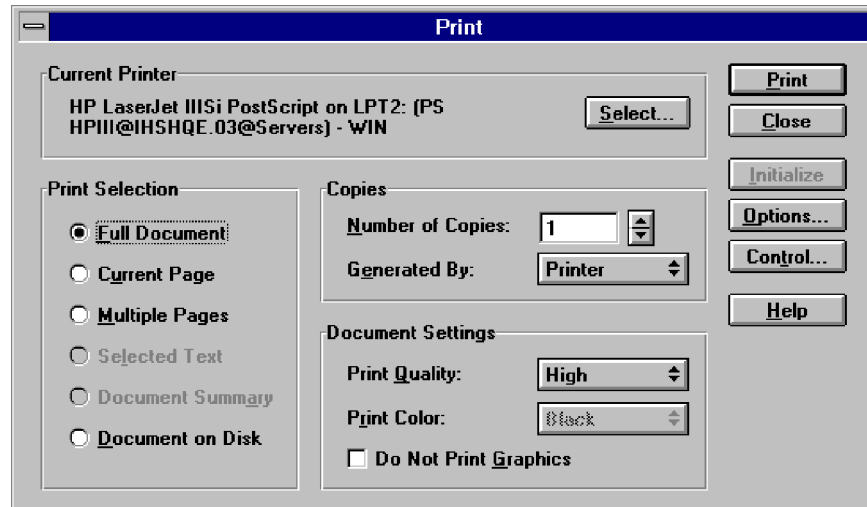 Print
Current Printer
HP LaserJet IIISi PostScript on LPT2: (PS
HPIII@IHSHQE.03@Servers) - WIN
Select...
Print
Close
Initialize
Options...
Control...
Help
Print Selection
Full Document
Current Page
Multiple Pages
Selected Text
Document Summary
Document on Disk
Copies
Number of Copies: 1
Generated By: Printer
Document Settings
Print Quality: High
Print Color: Black
Do Not Print Graphics